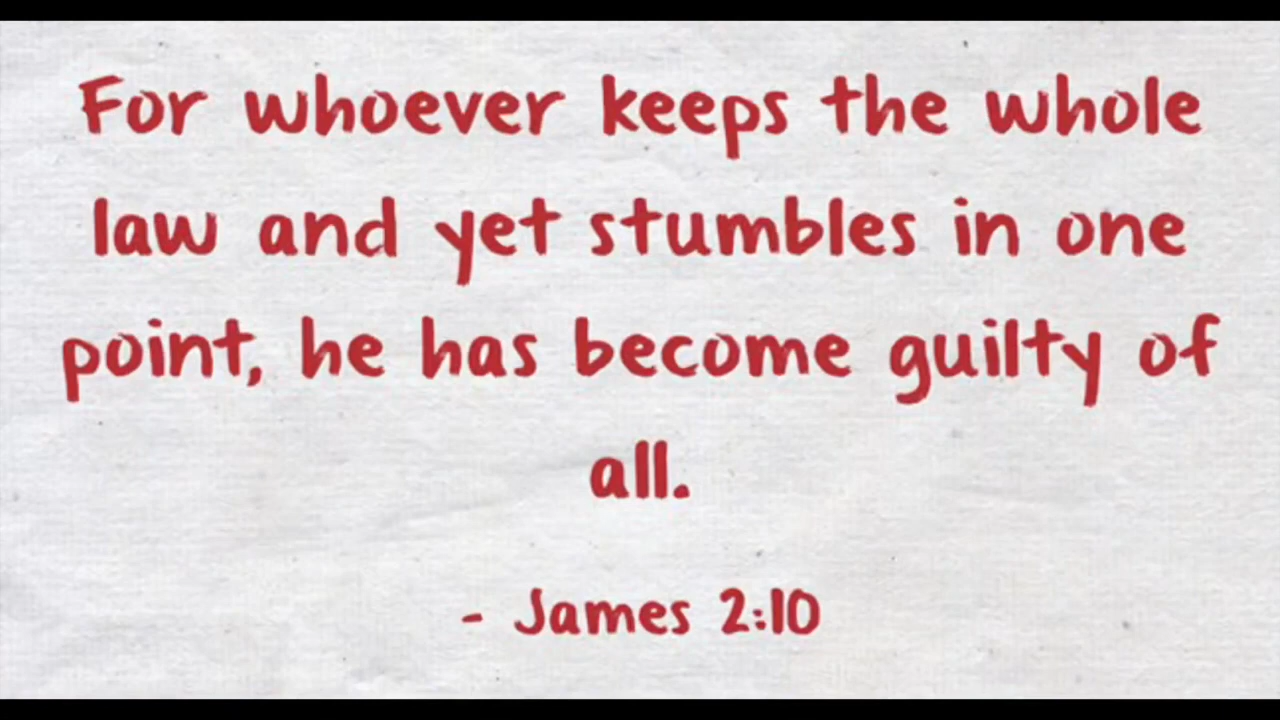 For whoever keeps the whole
law and yet stumbles in one
point, he has become guilty of
all.
- James 2:10